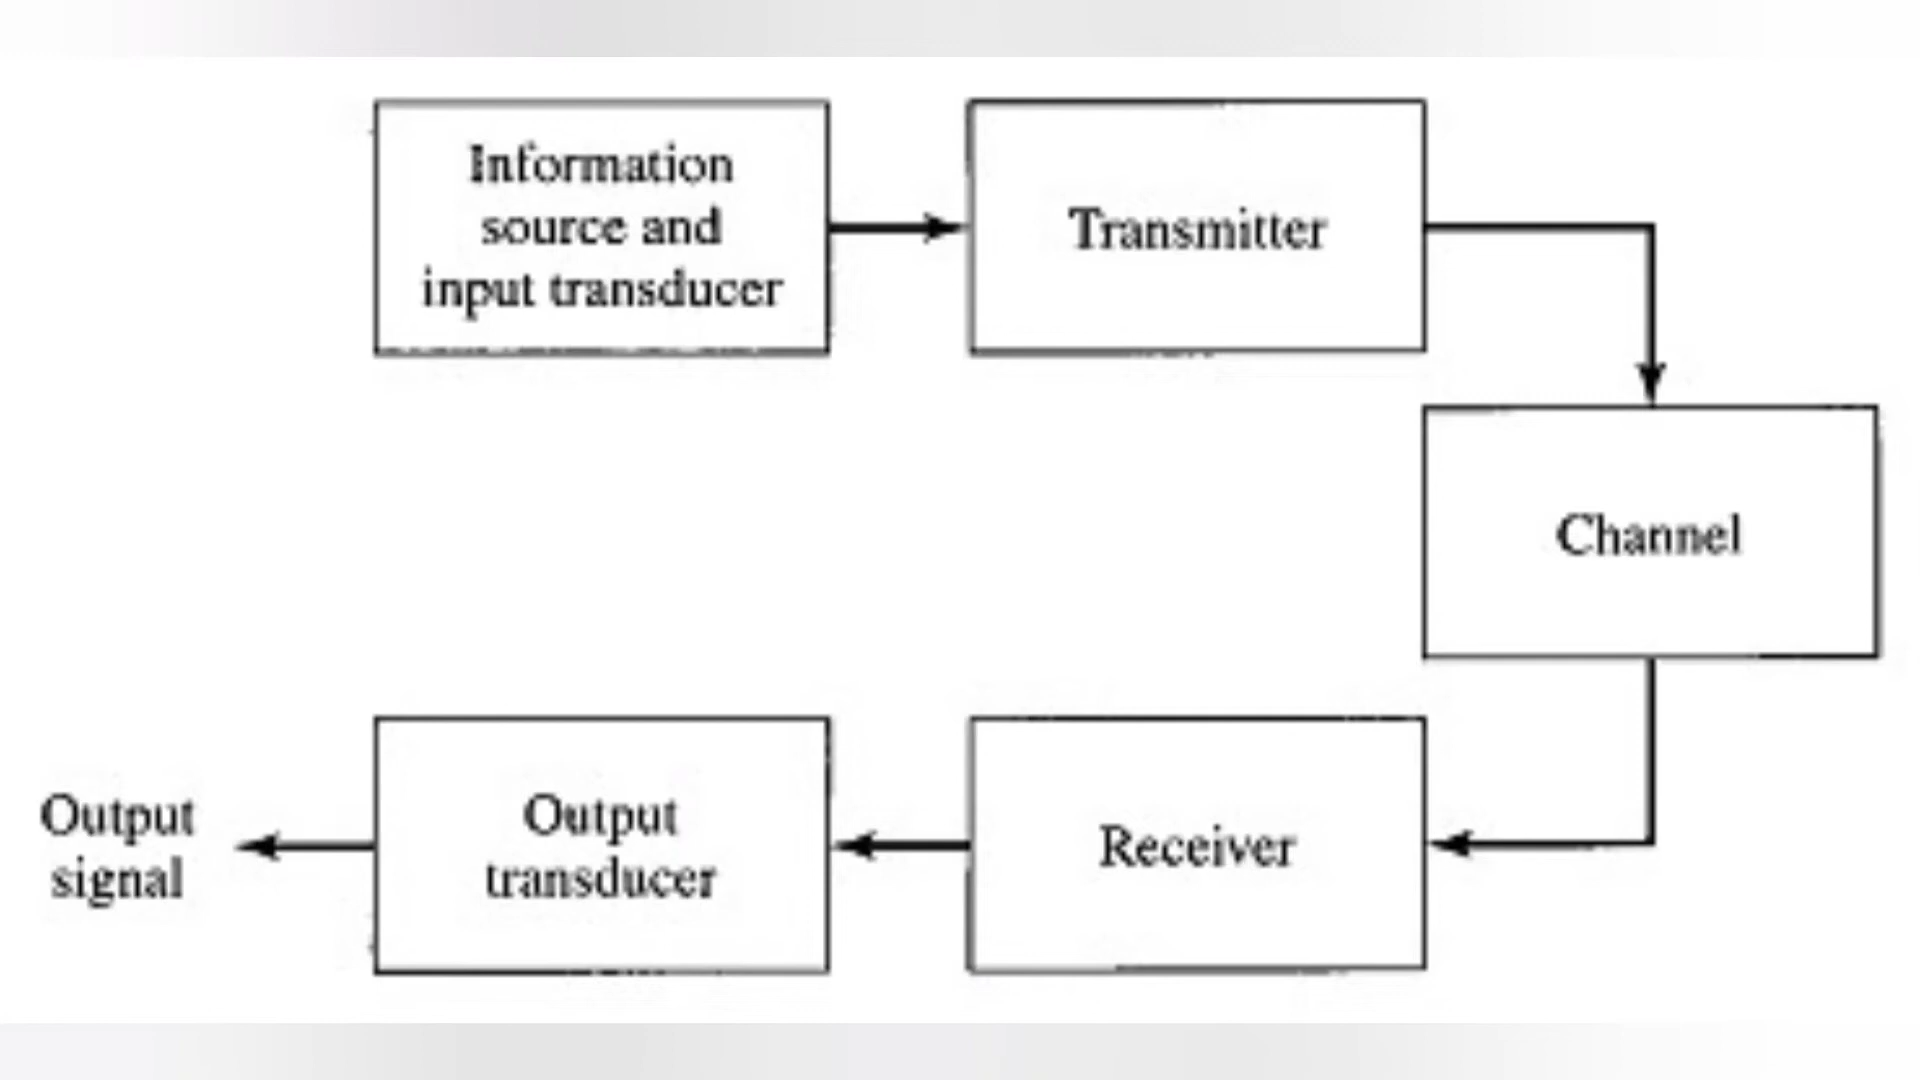 Information
source and
input transducer
Transmitter
Channel
Receiver
Output
transducer
Output
signal